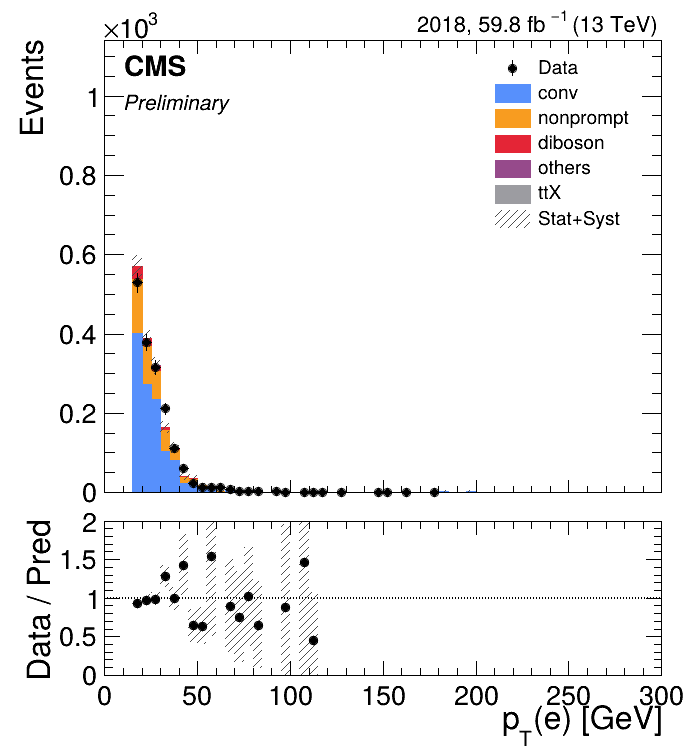 ×10³
2018, 59.8 fb⁻¹ (13 TeV)
CMS
Preliminary
Events
Data
conv
nonprompt
diboson
others
ttX
Stat+Syst
1
0.8
0.6
0.4
0.2
0
Data / Pred
2
1.5
1
0.5
0
0 50 100 150 200 250 300
p_T(e) [GeV]